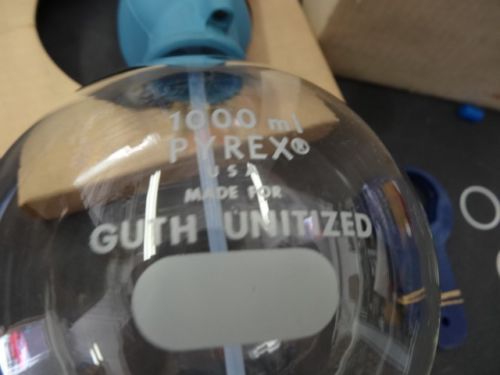 1000 ml
PYREX®
USA
MADE FOR
GUTH UNITIZED